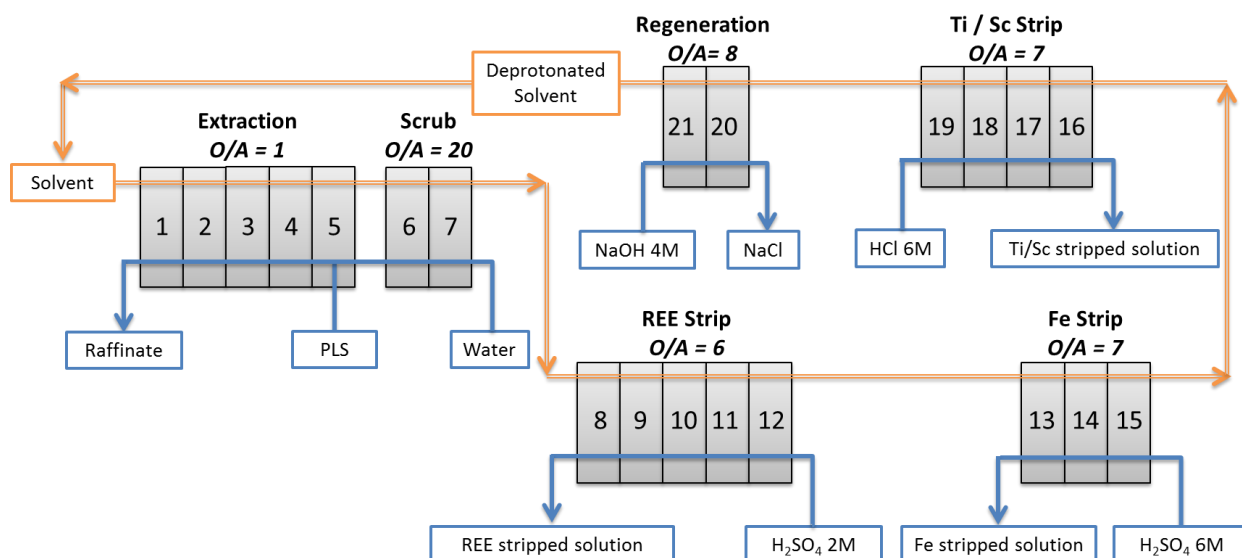 Regeneration
O/A= 8
Ti / Sc Strip
O/A = 7
Deprotonated
Solvent
Extraction
O/A = 1
Scrub
O/A = 20
21 20
19 18 17 16
Solvent
1 2 3 4 5
6 7
NaOH 4M
NaCl
HCl 6M
Ti/Sc stripped solution
Raffinate
PLS
Water
REE Strip
O/A = 6
Fe Strip
O/A = 7
8 9 10 11 12
13 14 15
REE stripped solution
H₂SO₄ 2M
Fe stripped solution
H₂SO₄ 6M